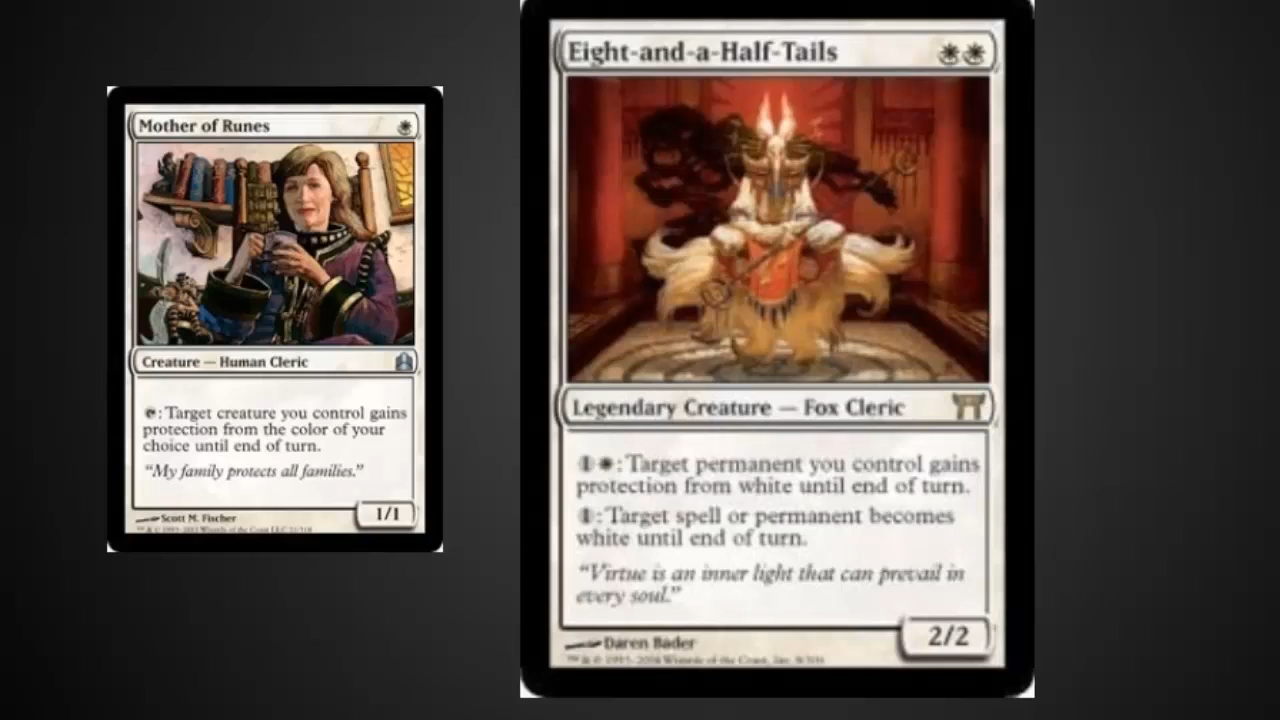 Mother of Runes
Creature — Human Cleric
: Target creature you control gains
protection from the color of your
choice until end of turn.
“My family protects all families.”
Scott M. Fischer
1/1
Eight-and-a-Half-Tails
Legendary Creature — Fox Cleric
: Target permanent you control gains
protection from white until end of turn.
: Target spell or permanent becomes
white until end of turn.
“Virtue is an inner light that can prevail in
every soul.”
Daren Bader
2/2